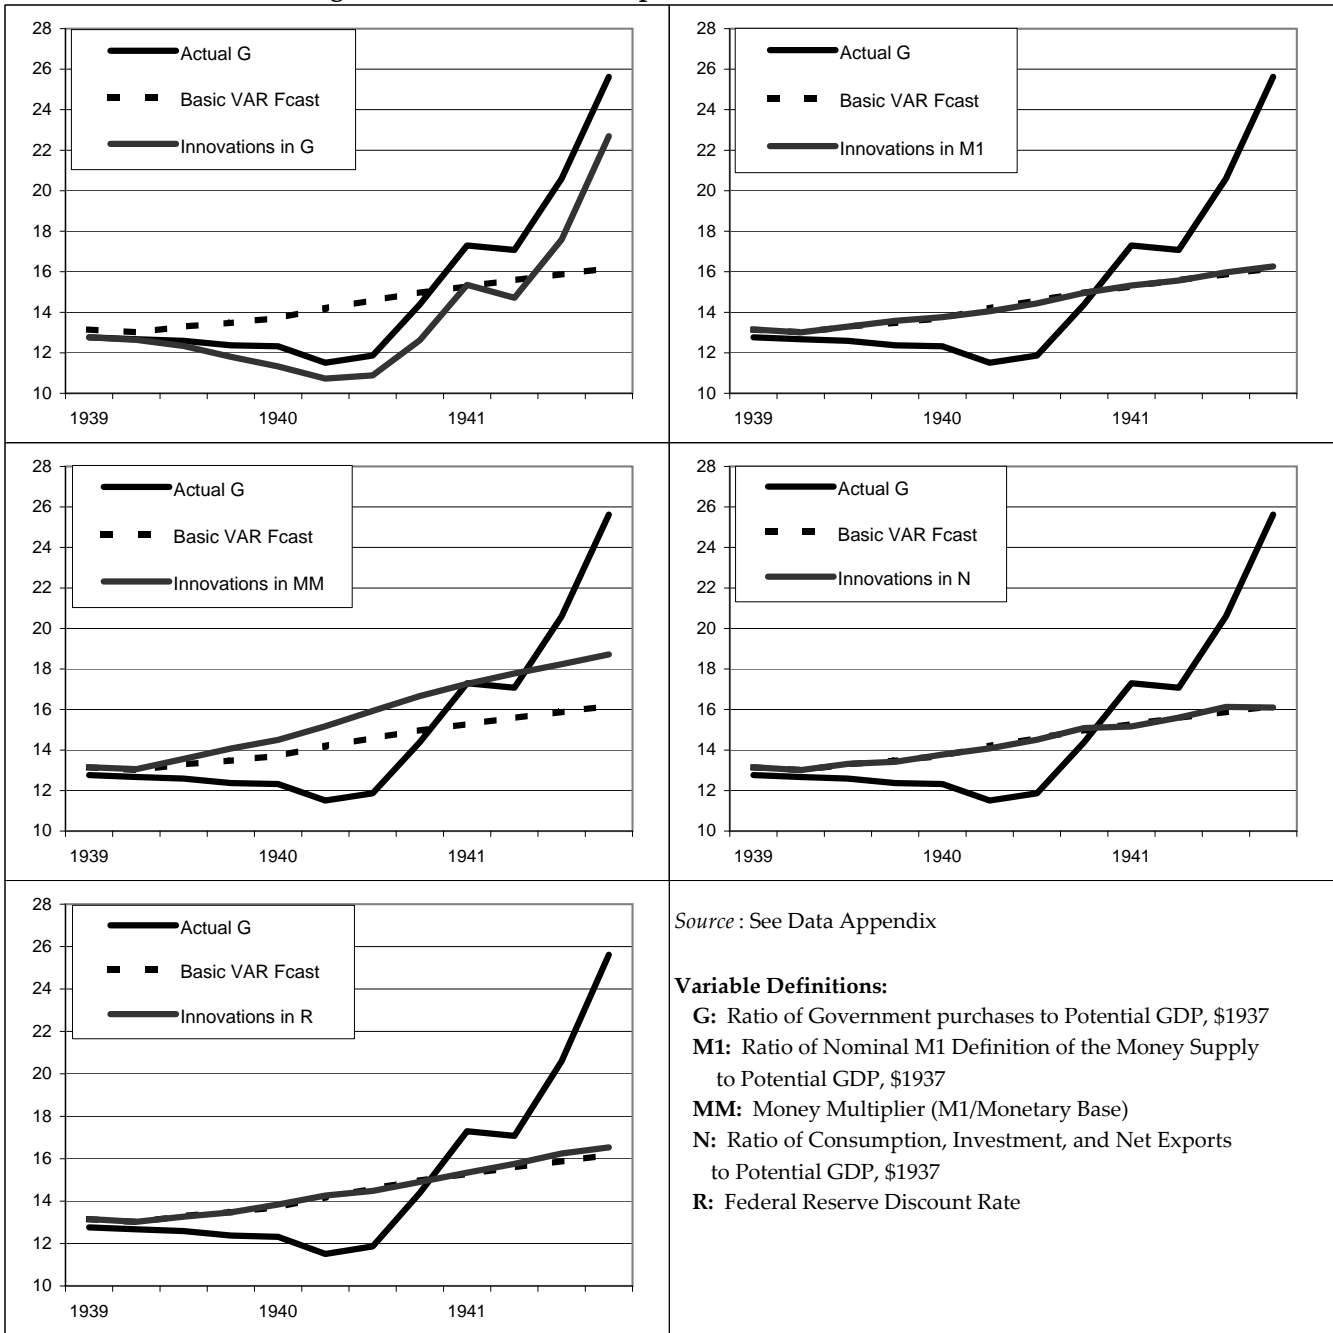 28
26
24
22
20
18
16
14
12
10
Actual G
Basic VAR Fcast
Innovations in G
1939
1940
1941
28
26
24
22
20
18
16
14
12
10
Actual G
Basic VAR Fcast
Innovations in M1
1939
1940
1941
28
26
24
22
20
18
16
14
12
10
Actual G
Basic VAR Fcast
Innovations in MM
1939
1940
1941
28
26
24
22
20
18
16
14
12
10
Actual G
Basic VAR Fcast
Innovations in N
1939
1940
1941
28
26
24
22
20
18
16
14
12
10
Actual G
Basic VAR Fcast
Innovations in R
1939
1940
1941
Source : See Data Appendix
Variable Definitions:
G: Ratio of Government purchases to Potential GDP, $1937
M1: Ratio of Nominal M1 Definition of the Money Supply
to Potential GDP, $1937
MM: Money Multiplier (M1/Monetary Base)
N: Ratio of Consumption, Investment, and Net Exports
to Potential GDP, $1937
R: Federal Reserve Discount Rate